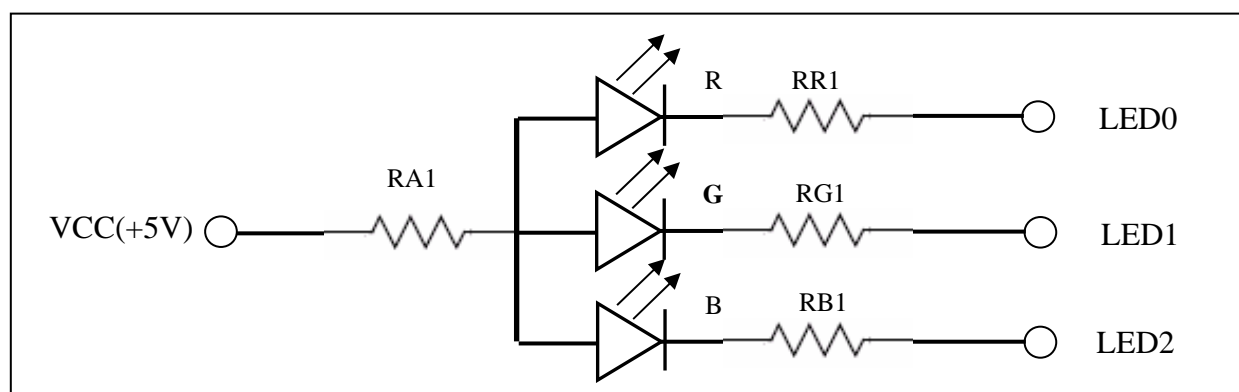 R
RR1
LED0
RA1
G
RG1
VCC(+5V)
LED1
B
RB1
LED2